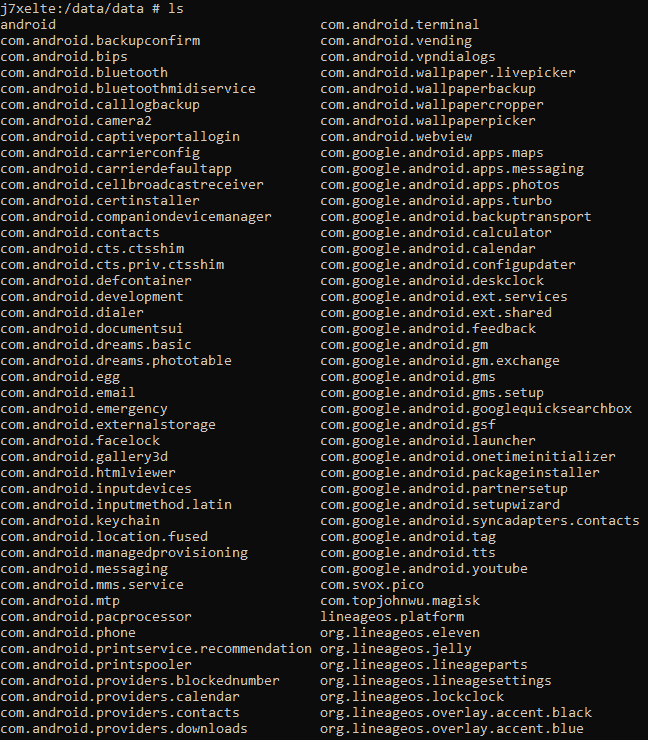 j7xelte:/data/data # ls
android com.android.terminal
com.android.backupconfirm com.android.vending
com.android.bips com.android.vpndialogs
com.android.bluetooth com.android.wallpaper.livepicker
com.android.bluetoothmidiservice com.android.wallpaperbackup
com.android.calllogbackup com.android.wallpapercropper
com.android.camera2 com.android.wallpaperpicker
com.android.captiveportallogin com.android.webview
com.android.carrierconfig com.google.android.apps.maps
com.android.carrierdefaultapp com.google.android.apps.messaging
com.android.cellbroadcastreceiver com.google.android.apps.photos
com.android.certinstaller com.google.android.apps.turbo
com.android.companiondevicemanager com.google.android.backuptransport
com.android.contacts com.google.android.calculator
com.android.cts.ctsshim com.google.android.calendar
com.android.cts.priv.ctsshim com.google.android.configupdater
com.android.defcontainer com.google.android.deskclock
com.android.development com.google.android.ext.services
com.android.dialer com.google.android.ext.shared
com.android.documentsui com.google.android.feedback
com.android.dreams.basic com.google.android.gm
com.android.dreams.phototable com.google.android.gm.exchange
com.android.egg com.google.android.gms
com.android.email com.google.android.gms.setup
com.android.emergency com.google.android.googlequicksearchbox
com.android.externalstorage com.google.android.gsf
com.android.facelock com.google.android.launcher
com.android.gallery3d com.google.android.onetimeinitializer
com.android.htmlviewer com.google.android.packageinstaller
com.android.inputdevices com.google.android.partnersetup
com.android.inputmethod.latin com.google.android.setupwizard
com.android.keychain com.google.android.syncadapters.contacts
com.android.location.fused com.google.android.tag
com.android.managedprovisioning com.google.android.tts
com.android.messaging com.google.android.youtube
com.android.mms.service com.svox.pico
com.android.mtp com.topjohnwu.magisk
com.android.pacprocessor lineageos.platform
com.android.phone org.lineageos.eleven
com.android.printservice.recommendation org.lineageos.jelly
com.android.printspooler org.lineageos.lineageparts
com.android.providers.blockednumber org.lineageos.lineagesettings
com.android.providers.calendar org.lineageos.lockclock
com.android.providers.contacts org.lineageos.overlay.accent.black
com.android.providers.downloads org.lineageos.overlay.accent.blue